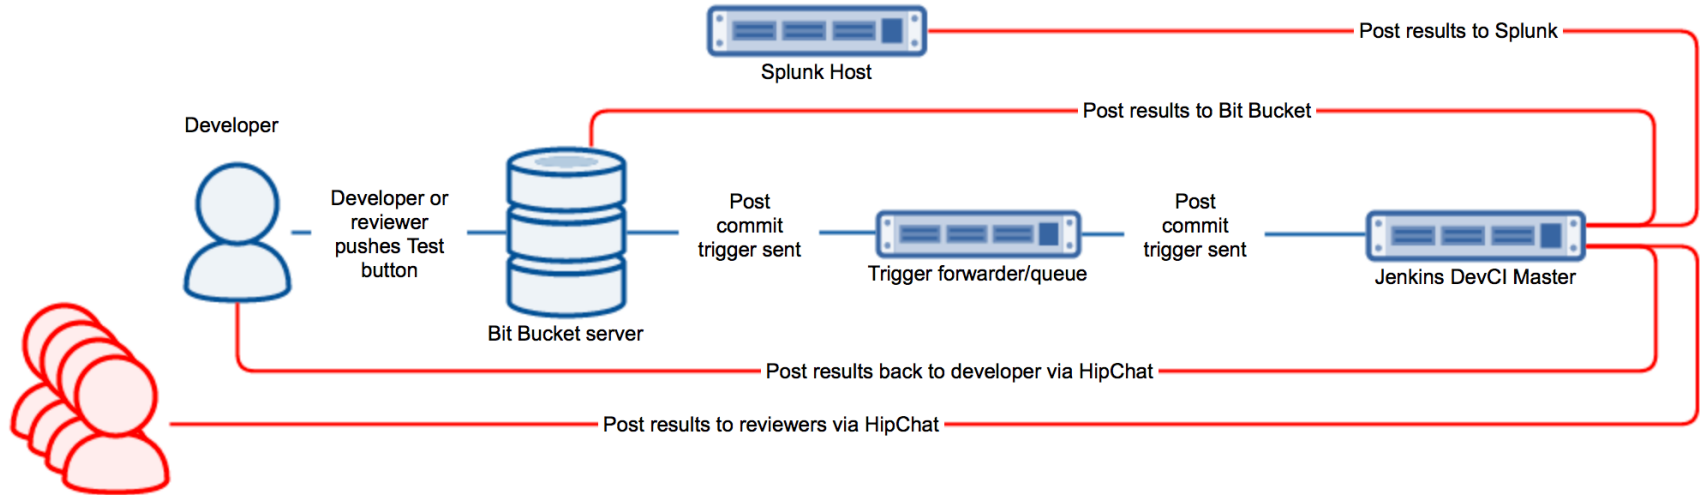 Post results to Splunk
Splunk Host
Post results to Bit Bucket
Developer
Developer or
reviewer
pushes Test
button
Post
commit
trigger sent
Post
commit
trigger sent
Trigger forwarder/queue
Jenkins DevCI Master
Bit Bucket server
Post results back to developer via HipChat
Post results to reviewers via HipChat